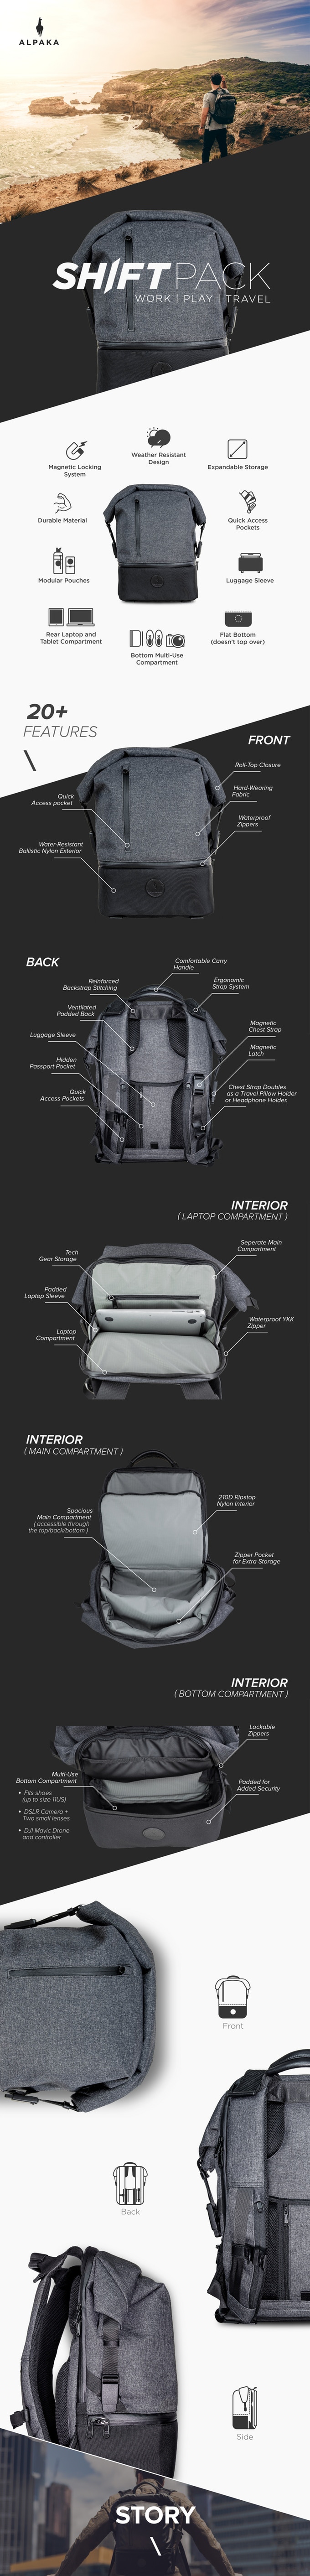 ALPAKA
SHIFTPACK
WORK | PLAY | TRAVEL
Magnetic Locking
System
Weather Resistant
Design
Expandable Storage
Durable Material
Quick Access
Pockets
Modular Pouches
Luggage Sleeve
Rear Laptop and
Tablet Compartment
Bottom Multi-Use
Compartment
Flat Bottom
(doesn't top over)
20+
FEATURES
\
FRONT
Roll-Top Closure
Quick
Access pocket
Hard-Wearing
Fabric
Waterproof
Zippers
Water-Resistant
Ballistic Nylon Exterior
BACK
Comfortable Carry
Handle
Reinforced
Backstrap Stitching
Ergonomic
Strap System
Ventilated
Padded Back
Magnetic
Chest Strap
Luggage Sleeve
Magnetic
Latch
Hidden
Passport Pocket
Chest Strap Doubles
as a Travel Pillow Holder
or Headphone Holder.
Quick
Access Pockets
INTERIOR
( LAPTOP COMPARTMENT )
Tech
Gear Storage
Seperate Main
Compartment
Padded
Laptop Sleeve
Waterproof YKK
Zipper
Laptop
Compartment
INTERIOR
( MAIN COMPARTMENT )
Spacious
Main Compartment
( accessible through
the top/back/bottom )
210D Ripstop
Nylon Interior
Zipper Pocket
for Extra Storage
INTERIOR
( BOTTOM COMPARTMENT )
Lockable
Zippers
Multi-Use
Bottom Compartment
• Fits shoes
(up to size 11US)
• DSLR Camera +
Two small lenses
• DJI Mavic Drone
and controller
Padded for
Added Security
Front
Back
Side
STORY
\